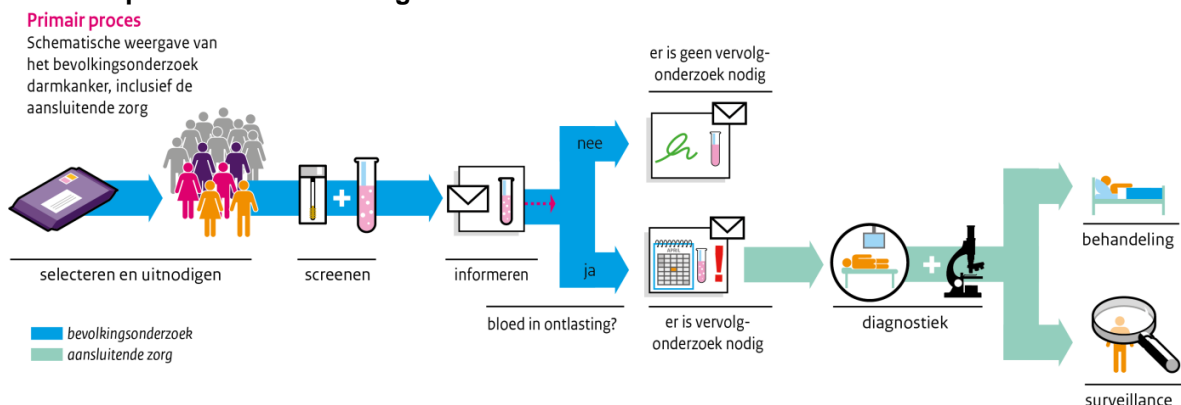 Primair proces
Schematische weergave van
het bevolkingsonderzoek
darmkanker, inclusief de
aansluitende zorg
selecteren en uitnodigen
screenen
informeren
bloed in ontlasting?
nee
ja
er is geen vervolg-
onderzoek nodig
APRIL
er is vervolg-
onderzoek nodig
diagnostiek
behandeling
surveillance
bevolkingsonderzoek
aansluitende zorg